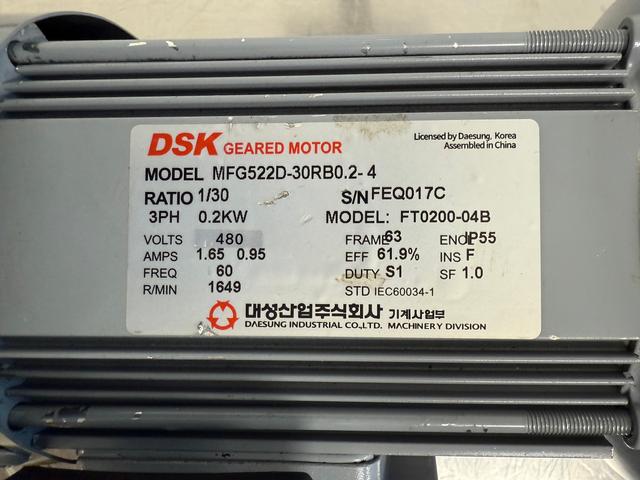 DSK GEARED MOTOR
Licensed by Daesung, Korea
Assembled in China
MODEL MFG522D-30RB0.2- 4
RATIO 1/30 S/N FEQ017C
3PH 0.2KW MODEL: FT0200-04B
VOLTS 480 FRAME 63 ENCL IP55
AMPS 1.65 0.95 EFF 61.9% INS F
FREQ 60 DUTY S1 SF 1.0
R/MIN 1649 STD IEC60034-1
대성산업주식회사 기계사업부
DAESUNG INDUSTRIAL CO.,LTD. MACHINERY DIVISION